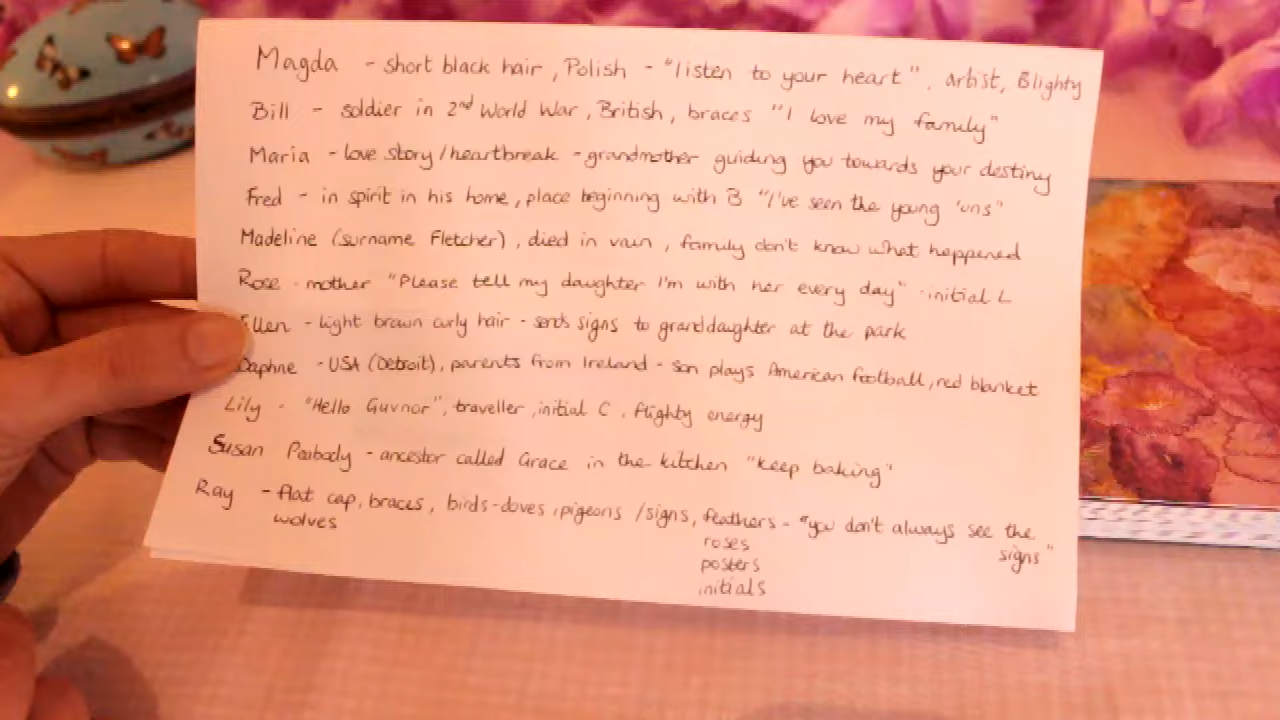 Magda - short black hair, Polish - "listen to your heart", artist, Blighty
Bill - soldier in 2nd World War, British, braces "I love my family"
Maria - love story/heartbreak - grandmother guiding you towards your destiny
Fred - in spirit in his home, place beginning with B "I've seen the young 'uns"
Madeline (surname Fletcher), died in vain, family don't know what happened
Rose - mother "Please tell my daughter I'm with her every day" - initial L
Ellen - light brown curly hair - sends signs to granddaughter at the park
Daphne - USA (Detroit), parents from Ireland - son plays American football, red blanket
Lily - "Hello Guvnor", traveller, initial C, flighty energy
Susan Peabody - ancestor called Grace in the kitchen "keep baking"
Ray - flat cap, braces, birds-doves, pigeons /signs, feathers - "you don't always see the
wolves
roses
signs"
posters
initials